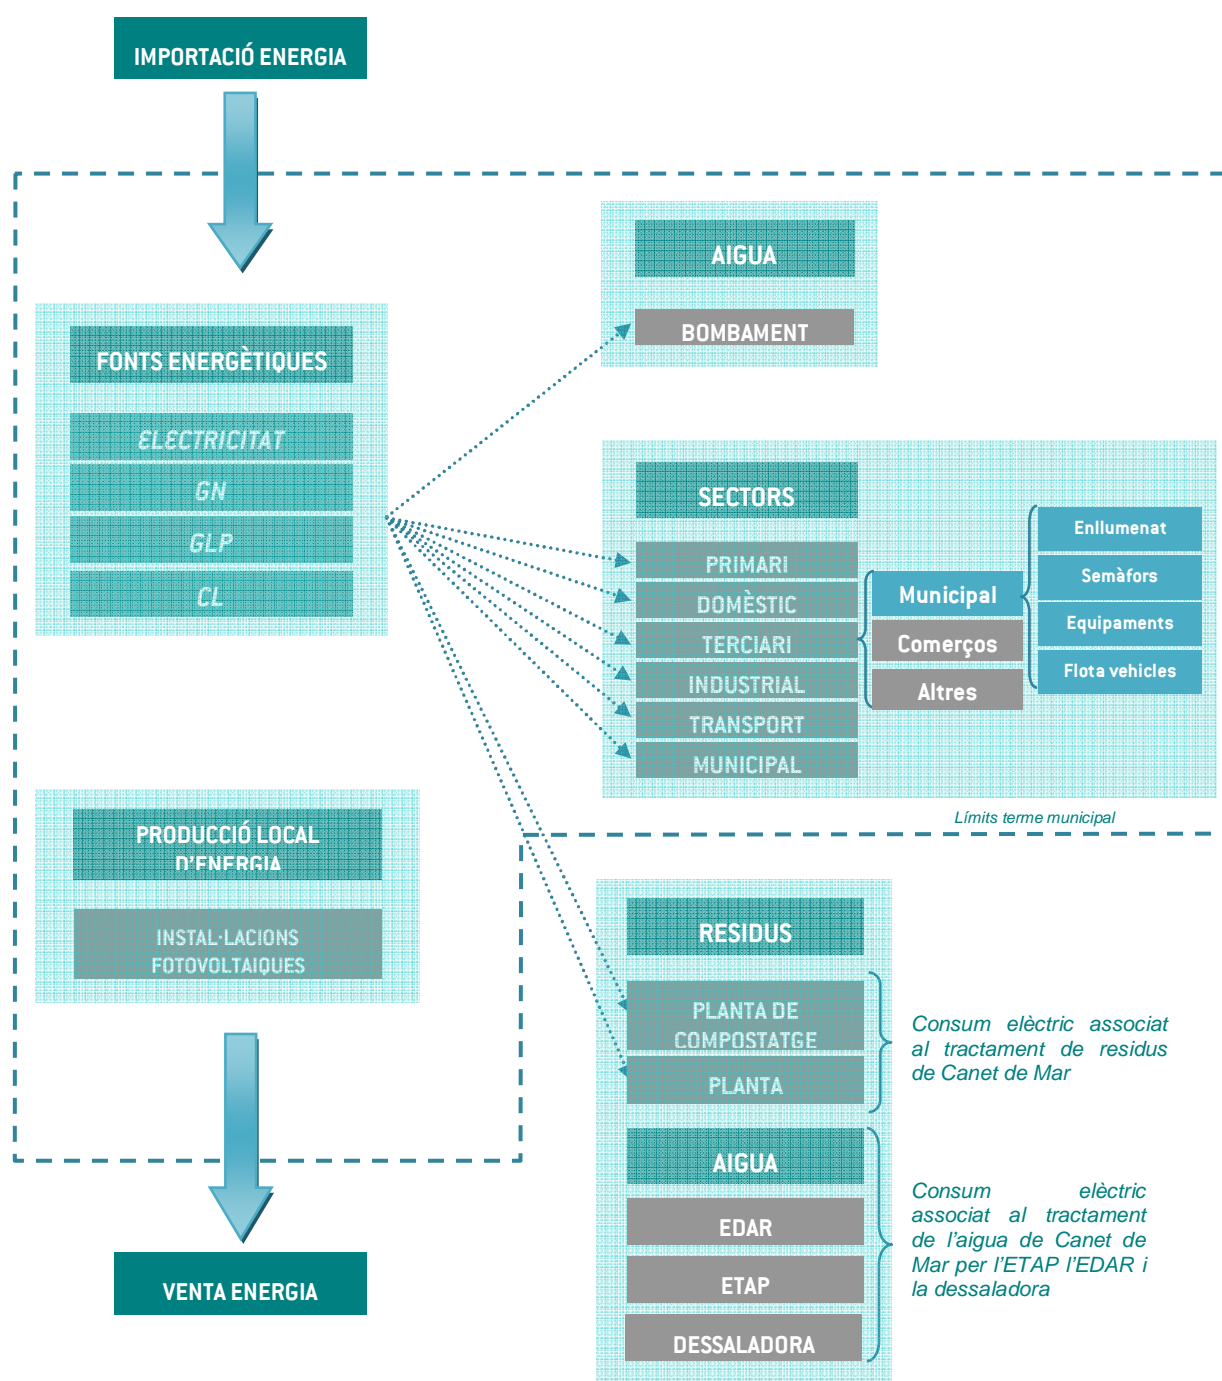 IMPORTACIÓ ENERGIA
AIGUA
BOMBAMENT
FONTS ENERGÈTIQUES
ELECTRICITAT
GN
GLP
CL
SECTORS
PRIMARI
DOMÈSTIC
TERCIARI
INDUSTRIAL
TRANSPORT
MUNICIPAL
Municipal
Comerços
Altres
Enllumenat
Semàfors
Equipaments
Flota vehicles
Límits terme municipal
PRODUCCIÓ LOCAL
D'ENERGIA
INSTAL·LACIONS
FOTOVOLTAIQUES
RESIDUS
PLANTA DE
COMPOSTATGE
PLANTA
Consum elèctric associat
al tractament de residus
de Canet de Mar
AIGUA
EDAR
ETAP
DESSALADORA
Consum elèctric
associat al tractament
de l'aigua de Canet de
Mar per l'ETAP l'EDAR i
la dessaladora
VENTA ENERGIA